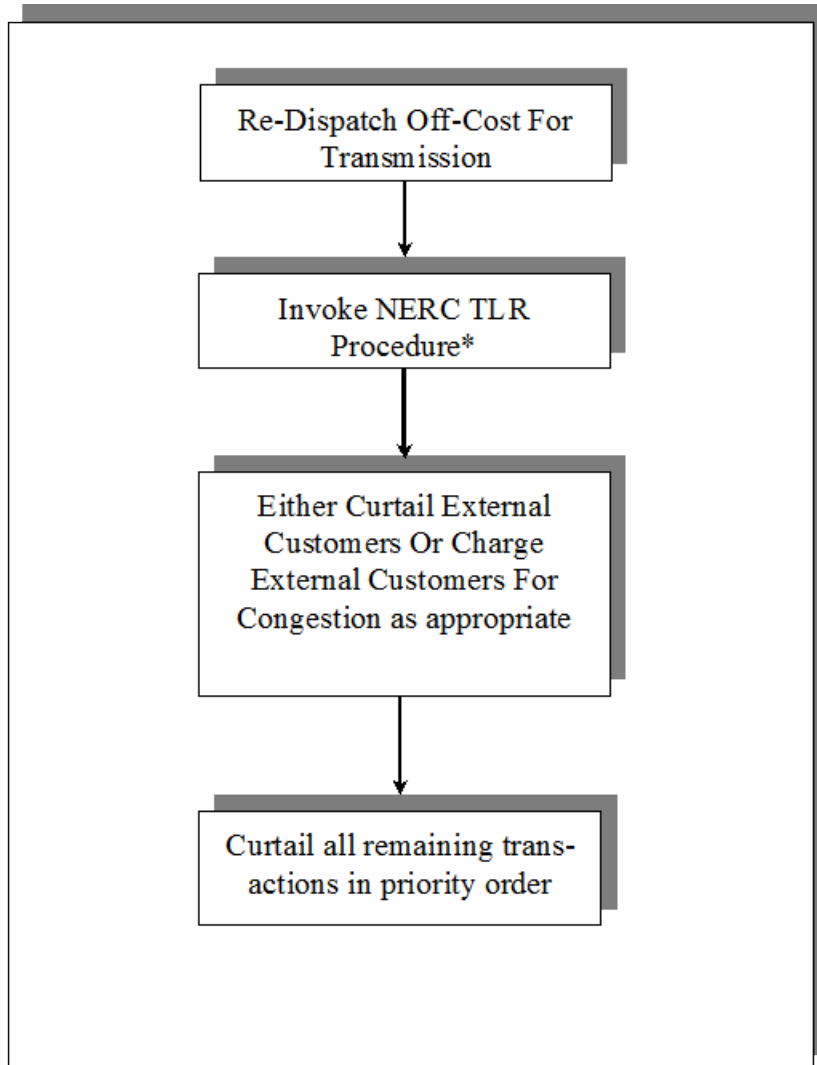 Re-Dispatch Off-Cost For
Transmission
Invoke NERC TLR
Procedure*
Either Curtail External
Customers Or Charge
External Customers For
Congestion as appropriate
Curtail all remaining trans-
actions in priority order